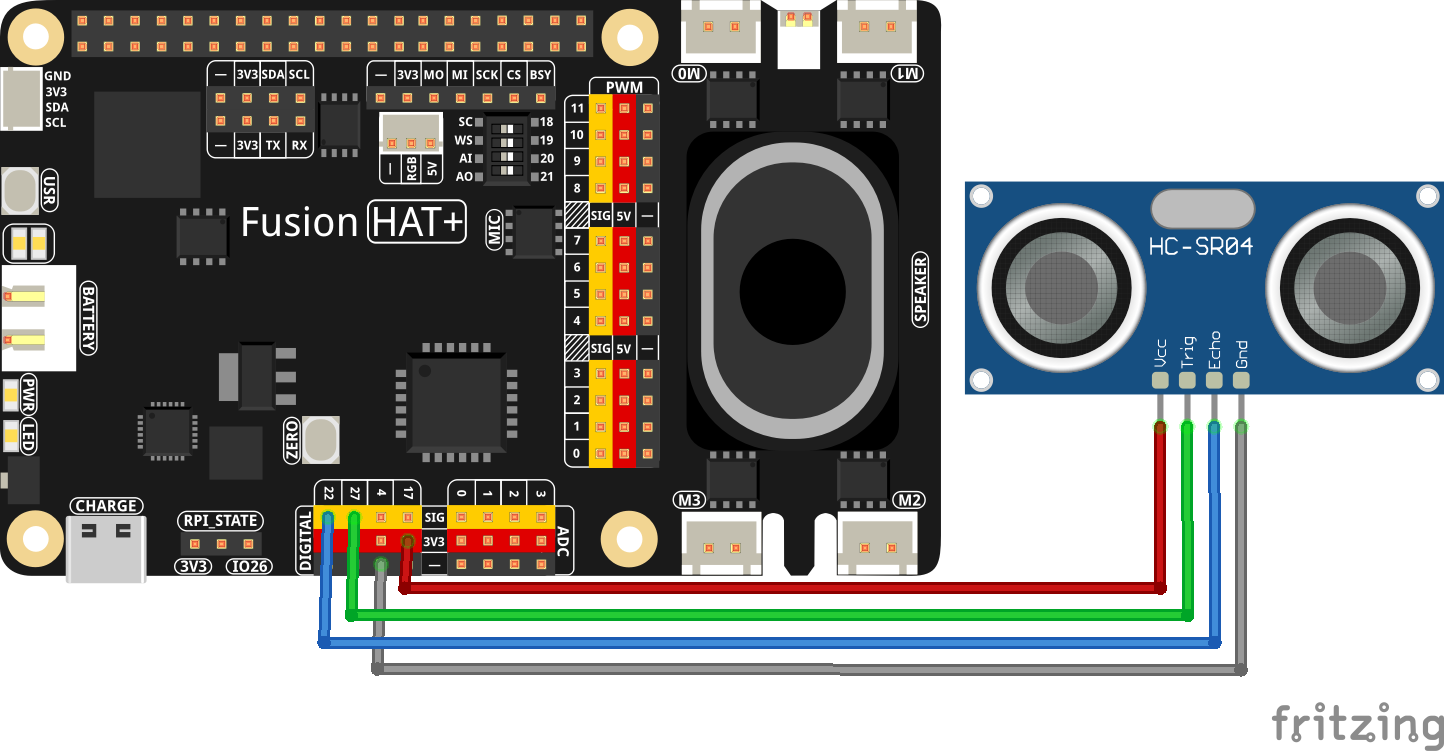 GND
3V3
SDA
SCL
— 3V3 SDA SCL
— 3V3 TX RX
— 3V3 MO MI SCK CS BSY
— RGB 5V
SC 18
WS 19
AI 20
AO 21
PWM
11
10
9
8
SIG 5V —
7
6
5
4
SIG 5V —
3
2
1
0
M0
M1
USR
Fusion HAT+
MIC
BATTERY
SPEAKER
PWR
LED
ZERO
CHARGE
RPI_STATE
3V3 IO26
DIGITAL
22 27 4 17
0 1 2 3
SIG
3V3
—
ADC
M3
M2
HC-SR04
Vcc
Trig
Echo
Gnd
fritzing